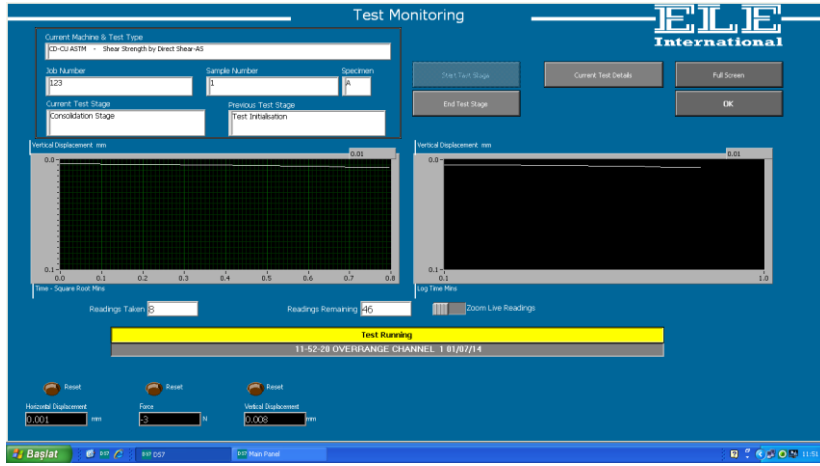 Test Monitoring
ELE
International
Current Machine & Test Type
CD-CU ASTM - Shear Strength by Direct Shear-AS
Job Number
Sample Number
Specimen
123
1
A
Current Test Stage
Previous Test Stage
Consolidation Stage
Test Initialisation
Start Test Stage
Current Test Details
Full Screen
End Test Stage
OK
Vertical Displacement mm
0.01
0.0
0.1
0.0 0.1 0.2 0.3 0.4 0.5 0.6 0.7 0.8
Time - Square Root Mins
Vertical Displacement mm
0.01
0.0
0.1
0.1 1.0
Log Time Mins
Readings Taken 8
Readings Remaining 46
Zoom Live Readings
Test Running
11-52-20 OVERRANGE CHANNEL 1 01/07/14
Reset
Reset
Reset
Horizontal Displacement
Force
Vertical Displacement
0.001 mm
-3 N
0.008 mm
Başlat
DS7
DS7 DS7
DS7 Main Panel
11:51